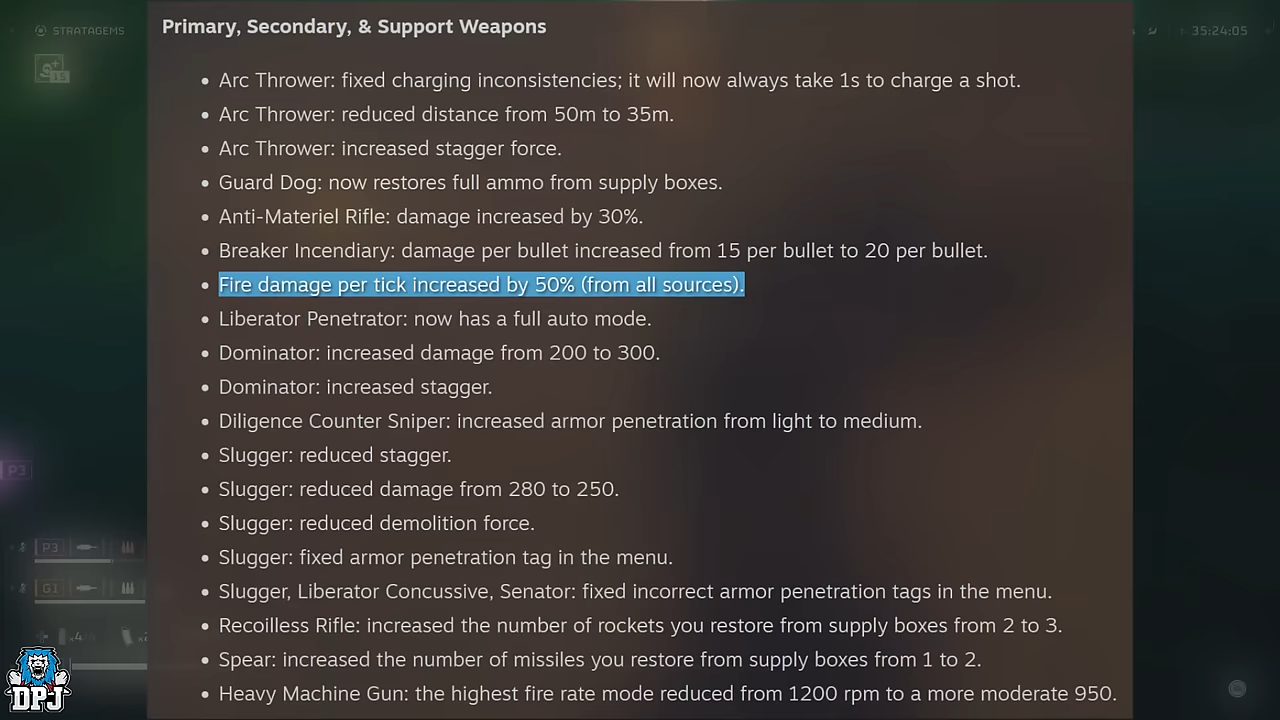 Primary, Secondary, & Support Weapons
STRATAGEMS
35:24:05
15
Arc Thrower: fixed charging inconsistencies; it will now always take 1s to charge a shot.
Arc Thrower: reduced distance from 50m to 35m.
Arc Thrower: increased stagger force.
Guard Dog: now restores full ammo from supply boxes.
Anti-Materiel Rifle: damage increased by 30%.
Breaker Incendiary: damage per bullet increased from 15 per bullet to 20 per bullet.
Fire damage per tick increased by 50% (from all sources).
Liberator Penetrator: now has a full auto mode.
Dominator: increased damage from 200 to 300.
Dominator: increased stagger.
Diligence Counter Sniper: increased armor penetration from light to medium.
Slugger: reduced stagger.
P3
Slugger: reduced damage from 280 to 250.
Slugger: reduced demolition force.
P3
Slugger: fixed armor penetration tag in the menu.
G1
Slugger, Liberator Concussive, Senator: fixed incorrect armor penetration tags in the menu.
Recoilless Rifle: increased the number of rockets you restore from supply boxes from 2 to 3.
Spear: increased the number of missiles you restore from supply boxes from 1 to 2.
DPJ
Heavy Machine Gun: the highest fire rate mode reduced from 1200 rpm to a more moderate 950.